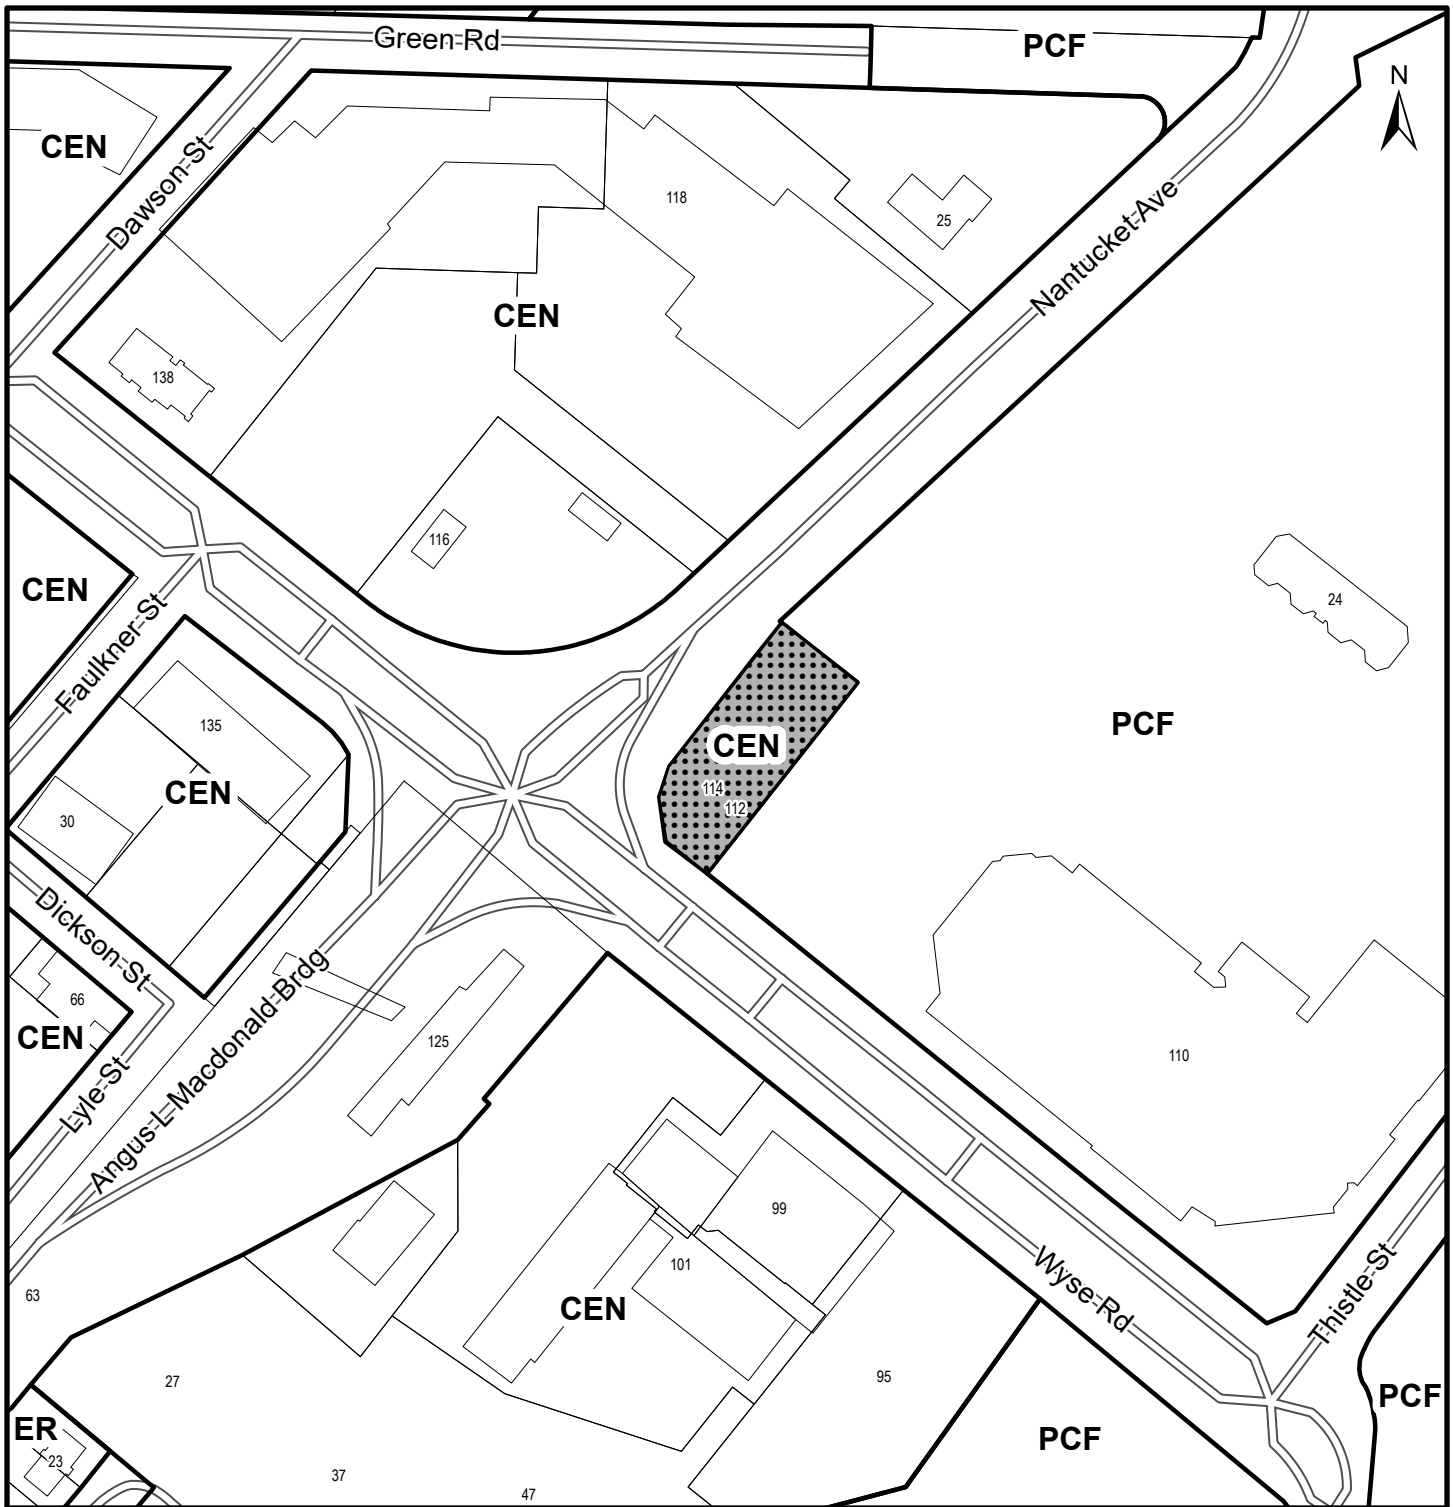 Green Rd
PCF
N
CEN
Dawson St
118
25
Nantucket Ave
CEN
138
116
CEN
24
Faulkner St
135
PCF
CEN
CEN
114
112
30
Dickson St
66
CEN
125
110
Lyle St
Angus L Macdonald Brdg
99
101
63
CEN
Wyse Rd
Thistle St
27
95
PCF
ER
PCF
23
37
47